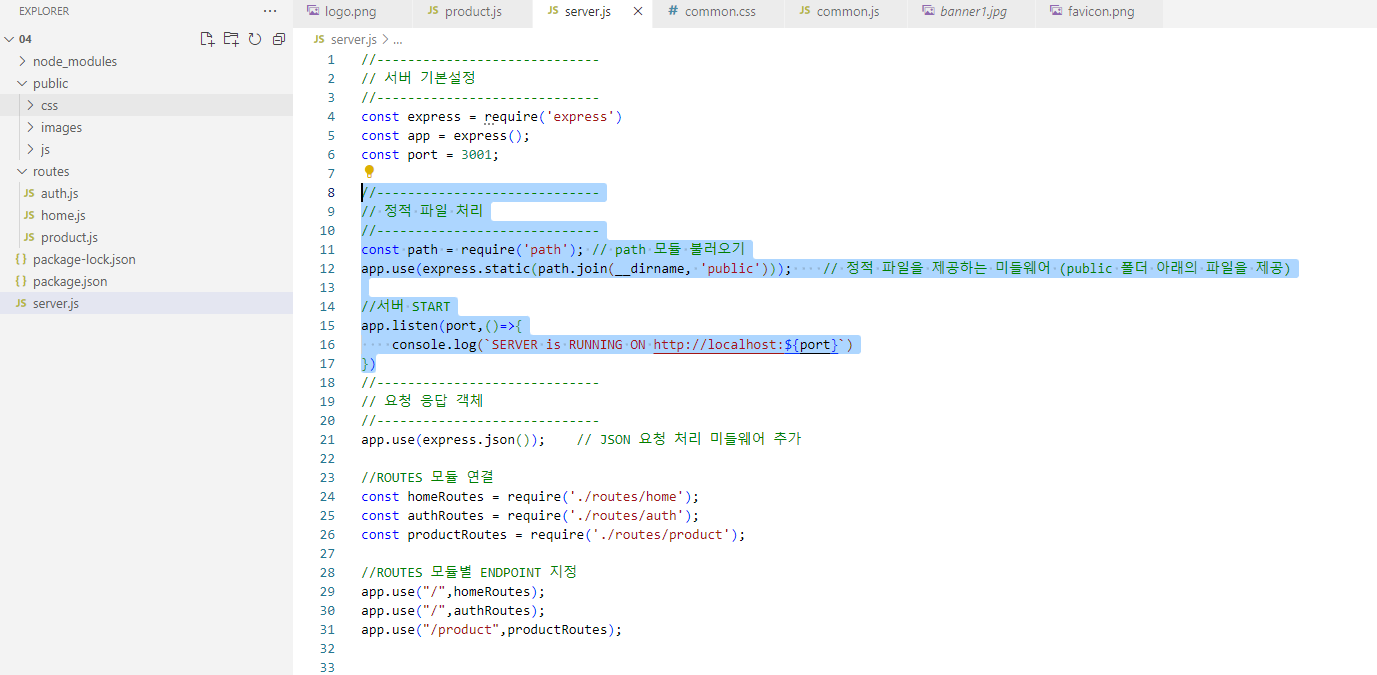 EXPLORER ...
logo.png
JS product.js
JS server.js
# common.css
JS common.js
banner1.jpg
favicon.png
04
node_modules
public
css
images
js
routes
JS auth.js
JS home.js
JS product.js
{} package-lock.json
{} package.json
JS server.js
JS server.js > ...
1 //-----------------------------
2 // 서버 기본설정
3 //-----------------------------
4 const express = require('express')
5 const app = express();
6 const port = 3001;
7
8 //-----------------------------
9 // 정적 파일 처리
10 //-----------------------------
11 const path = require('path'); // path 모듈 불러오기
12 app.use(express.static(path.join(__dirname, 'public')));    // 정적 파일을 제공하는 미들웨어 (public 폴더 아래의 파일을 제공)
13
14 //서버 START
15 app.listen(port,()=>{
16     console.log(`SERVER is RUNNING ON http://localhost:${port}`)
17 })
18 //-----------------------------
19 // 요청 응답 객체
20 //-----------------------------
21 app.use(express.json());    // JSON 요청 처리 미들웨어 추가
22
23 //ROUTES 모듈 연결
24 const homeRoutes = require('./routes/home');
25 const authRoutes = require('./routes/auth');
26 const productRoutes = require('./routes/product');
27
28 //ROUTES 모듈별 ENDPOINT 지정
29 app.use("/",homeRoutes);
30 app.use("/",authRoutes);
31 app.use("/product",productRoutes);
32
33